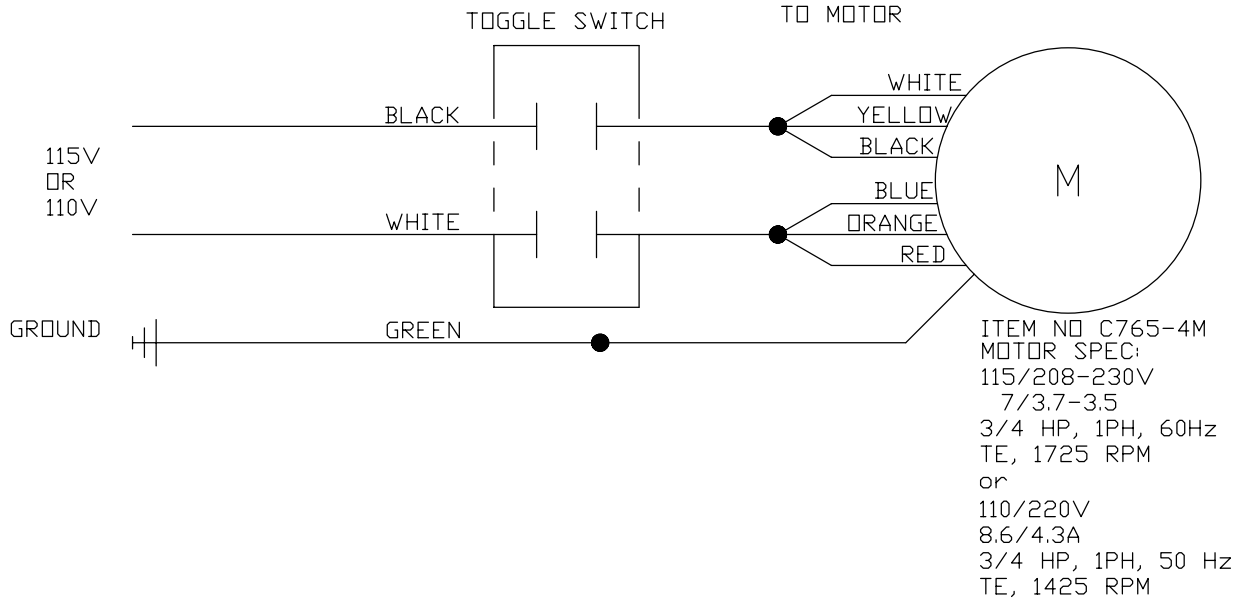 TOGGLE SWITCH
TO MOTOR
WHITE
BLACK
YELLOW
BLACK
115V
OR
110V
M
BLUE
WHITE
ORANGE
RED
GROUND
GREEN
ITEM NO C765-4M
MOTOR SPEC:
115/208-230V
7/3.7-3.5
3/4 HP, 1PH, 60Hz
TE, 1725 RPM
or
110/220V
8.6/4.3A
3/4 HP, 1PH, 50 Hz
TE, 1425 RPM